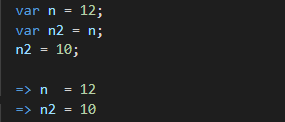 var n = 12;
var n2 = n;
n2 = 10;
=> n  = 12
=> n2 = 10